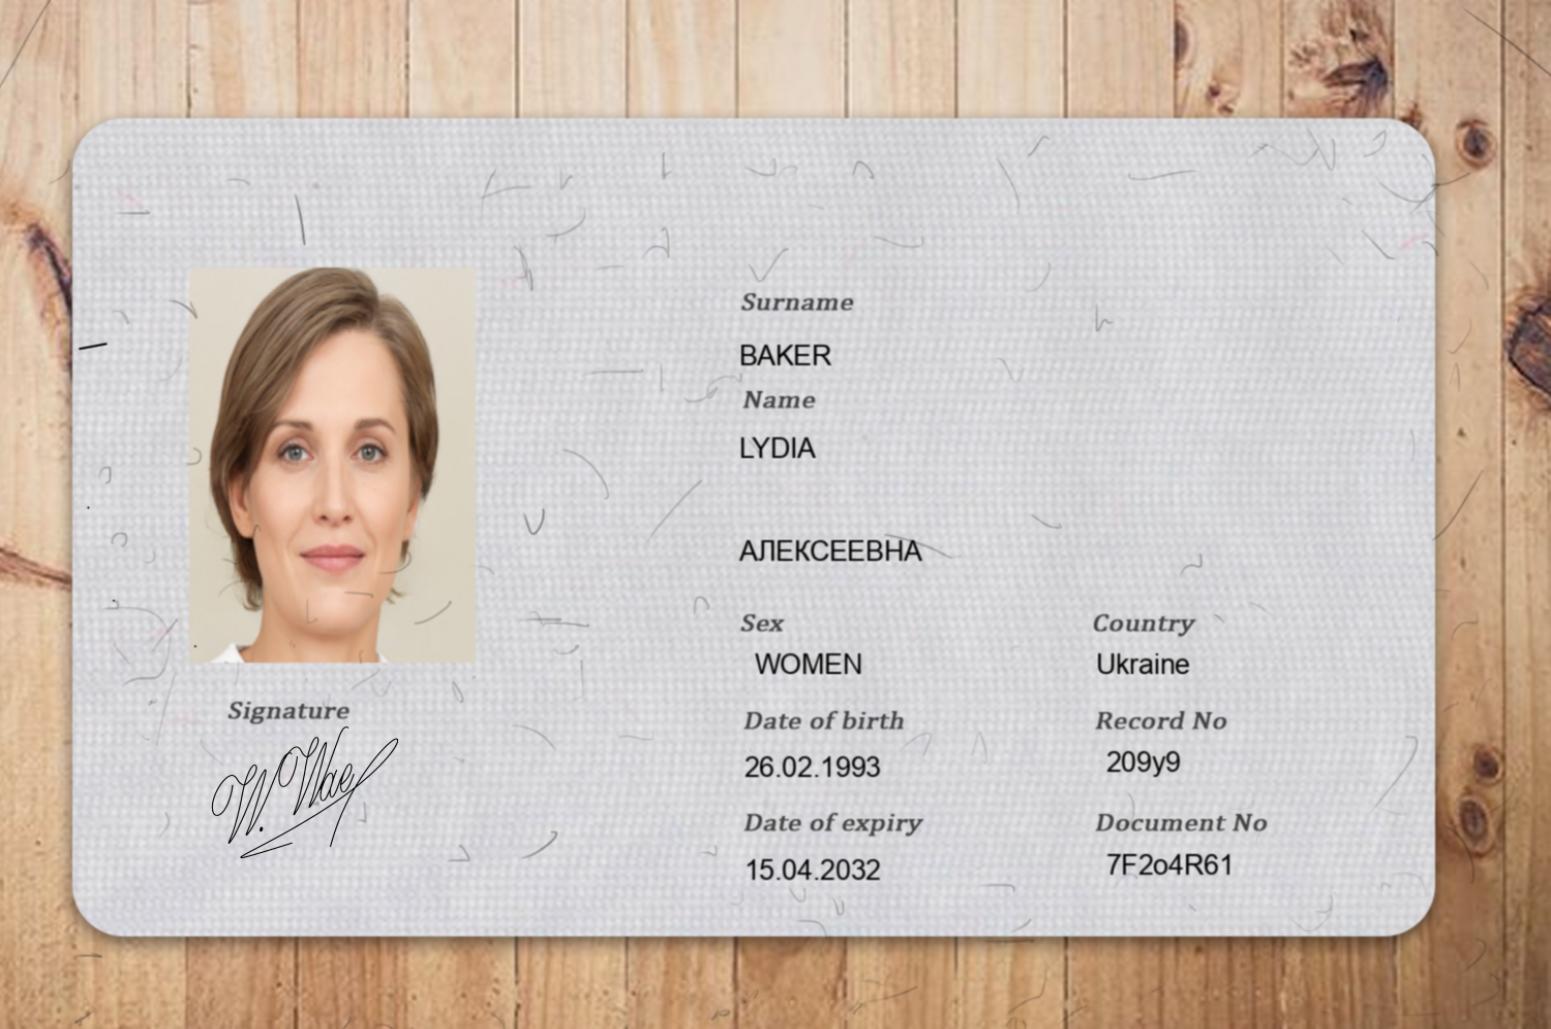 Surname
BAKER
Name
LYDIA
АЛЕКСЕЕВНА
Sex
WOMEN
Country
Ukraine
Date of birth
26.02.1993
Record No
209y9
Date of expiry
15.04.2032
Document No
7F2o4R61
Signature